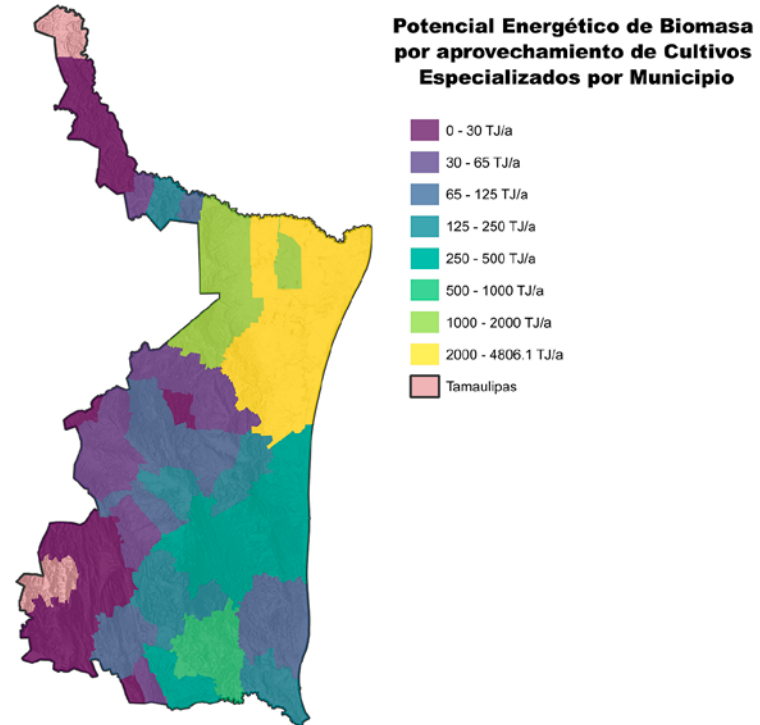 Potencial Energético de Biomasa
por aprovechamiento de Cultivos
Especializados por Municipio
0 - 30 TJ/a
30 - 65 TJ/a
65 - 125 TJ/a
125 - 250 TJ/a
250 - 500 TJ/a
500 - 1000 TJ/a
1000 - 2000 TJ/a
2000 - 4806.1 TJ/a
Tamaulipas